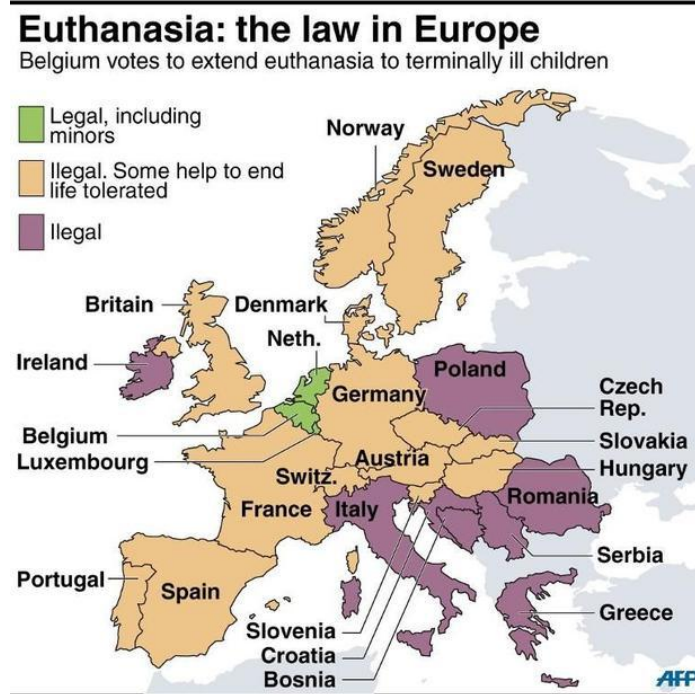 Euthanasia: the law in Europe
Belgium votes to extend euthanasia to terminally ill children
Legal, including
minors
Ilegal. Some help to end
life tolerated
Ilegal
Norway
Sweden
Britain
Denmark
Neth.
Ireland
Poland
Germany
Czech
Rep.
Belgium
Slovakia
Luxembourg
Austria
Hungary
Switz.
Romania
France
Italy
Serbia
Portugal
Spain
Greece
Slovenia
Croatia
Bosnia
AFP